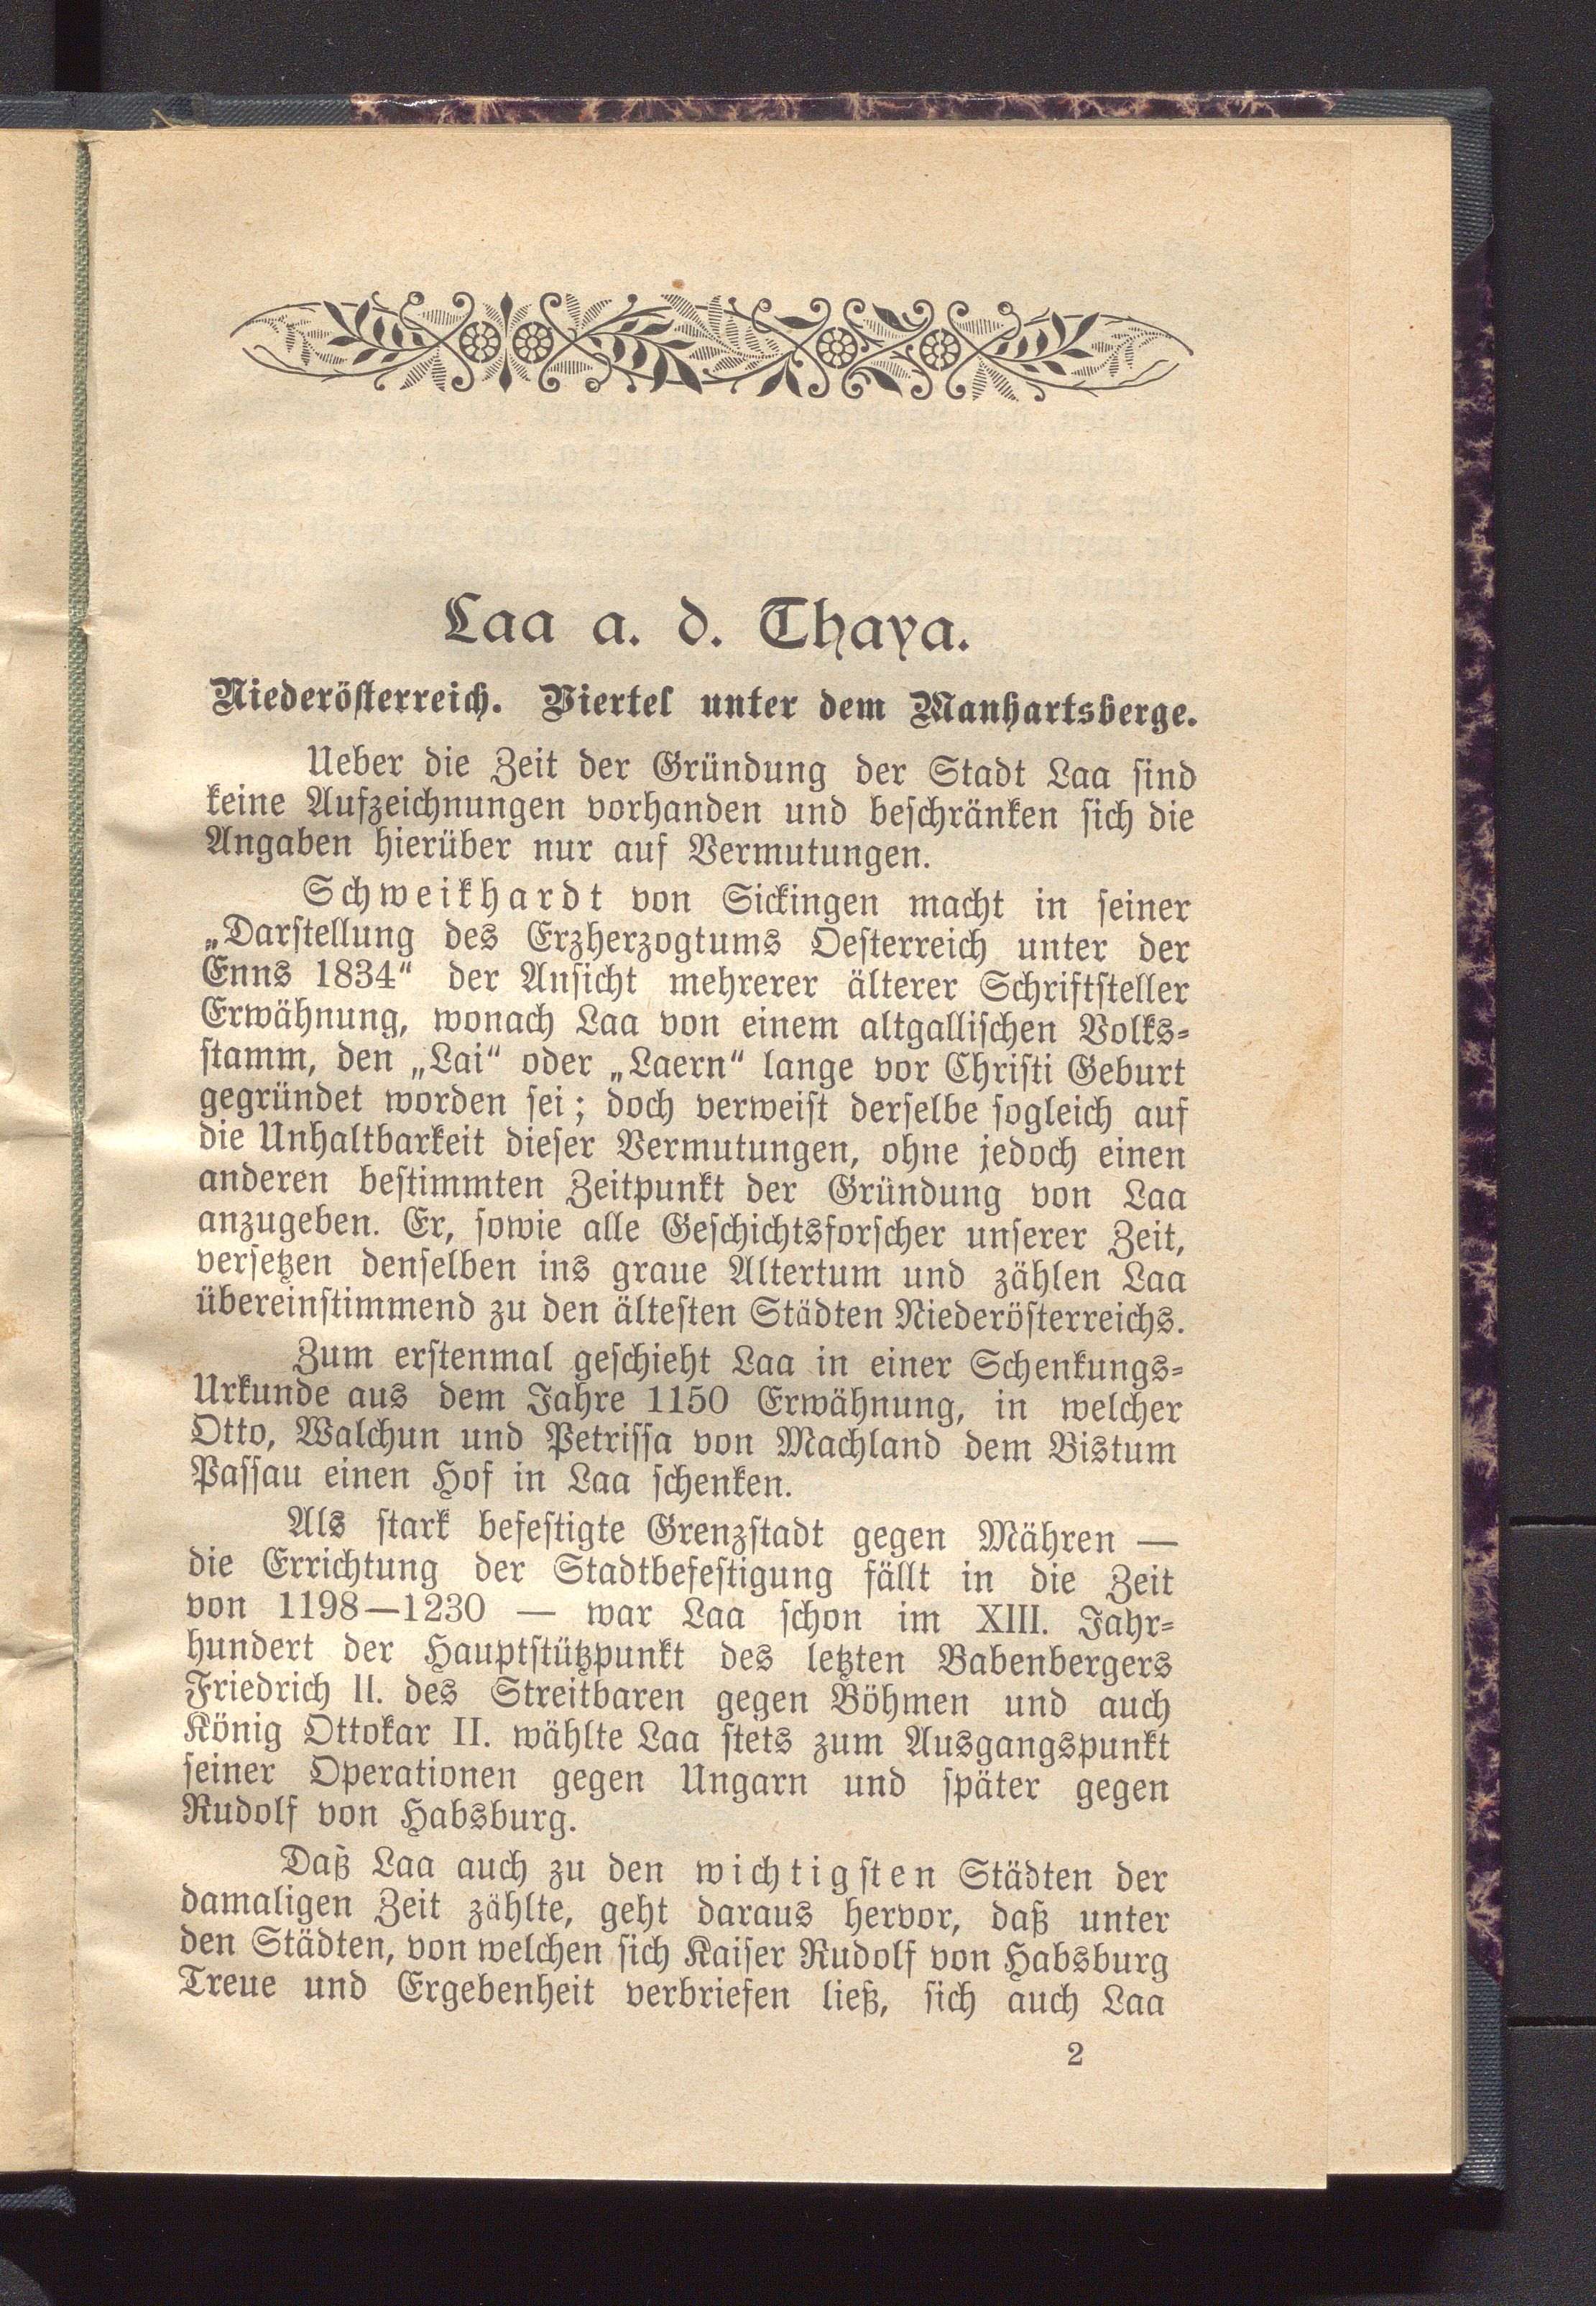 Laa a. d. Thaya.
Niederösterreich. Viertel unter dem Manhartsberge.
Ueber die Zeit der Gründung der Stadt Laa sind
keine Aufzeichnungen vorhanden und beschränken sich die
Angaben hierüber nur auf Vermutungen.
Schweikhardt von Sickingen macht in seiner
„Darstellung des Erzherzogtums Oesterreich unter der
Enns 1834“ der Ansicht mehrerer älterer Schriftsteller
Erwähnung, wonach Laa von einem altgallischen Volks-
stamm, den „Lai“ oder „Laern“ lange vor Christi Geburt
gegründet worden sei; doch verweist derselbe sogleich auf
die Unhaltbarkeit dieser Vermutungen, ohne jedoch einen
anderen bestimmten Zeitpunkt der Gründung von Laa
anzugeben. Er, sowie alle Geschichtsforscher unserer Zeit,
versetzen denselben ins graue Altertum und zählen Laa
übereinstimmend zu den ältesten Städten Niederösterreichs.
Zum erstenmal geschieht Laa in einer Schenkungs-
Urkunde aus dem Jahre 1150 Erwähnung, in welcher
Otto, Walchun und Petrissa von Machland dem Bistum
Passau einen Hof in Laa schenken.
Als stark befestigte Grenzstadt gegen Mähren —
die Errichtung der Stadtbefestigung fällt in die Zeit
von 1198—1230 — war Laa schon im XIII. Jahr-
hundert der Hauptstützpunkt des letzten Babenbergers
Friedrich II. des Streitbaren gegen Böhmen und auch
König Ottokar II. wählte Laa stets zum Ausgangspunkt
seiner Operationen gegen Ungarn und später gegen
Rudolf von Habsburg.
Daß Laa auch zu den wichtigsten Städten der
damaligen Zeit zählte, geht daraus hervor, daß unter
den Städten, von welchen sich Kaiser Rudolf von Habsburg
Treue und Ergebenheit verbriefen ließ, sich auch Laa
2